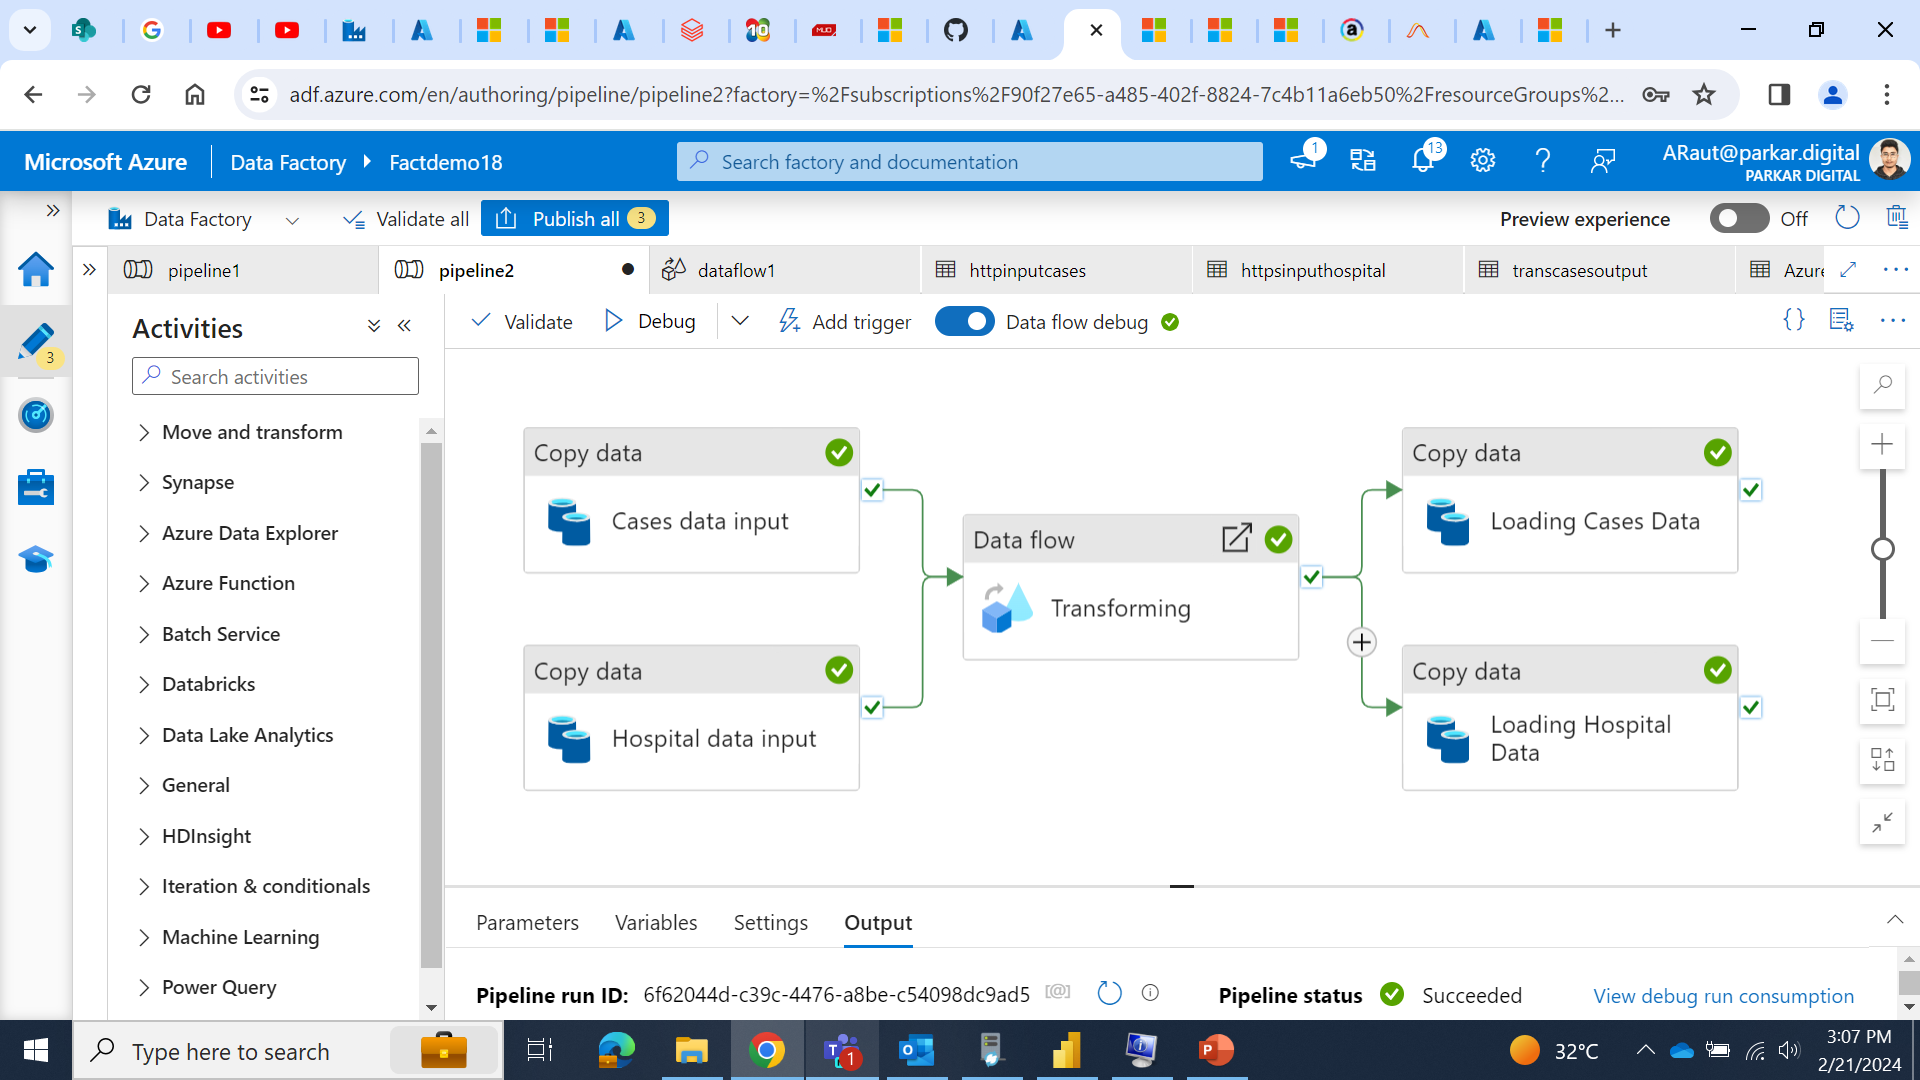 adf.azure.com/en/authoring/pipeline/pipeline2?factory=%2Fsubscriptions%2F90f27e65-a485-402f-8824-7c4b11a6eb50%2FresourceGroups%2...
Microsoft Azure
Data Factory
Factdemo18
Search factory and documentation
1
13
ARaut@parkar.digital
PARKAR DIGITAL
Data Factory
Validate all
Publish all
3
Preview experience
Off
pipeline1
pipeline2
dataflow1
httpinputcases
httpsinputhospital
transcasesoutput
Azure
3
Activities
Search activities
Move and transform
Synapse
Azure Data Explorer
Azure Function
Batch Service
Databricks
Data Lake Analytics
General
HDInsight
Iteration & conditionals
Machine Learning
Power Query
Validate
Debug
Add trigger
Data flow debug
{}
Copy data
Cases data input
Copy data
Hospital data input
Data flow
Transforming
Copy data
Loading Cases Data
Copy data
Loading Hospital
Data
Parameters
Variables
Settings
Output
Pipeline run ID:
6f62044d-c39c-4476-a8be-c54098dc9ad5
[@]
Pipeline status
Succeeded
View debug run consumption
Type here to search
1
32°C
3:07 PM
2/21/2024